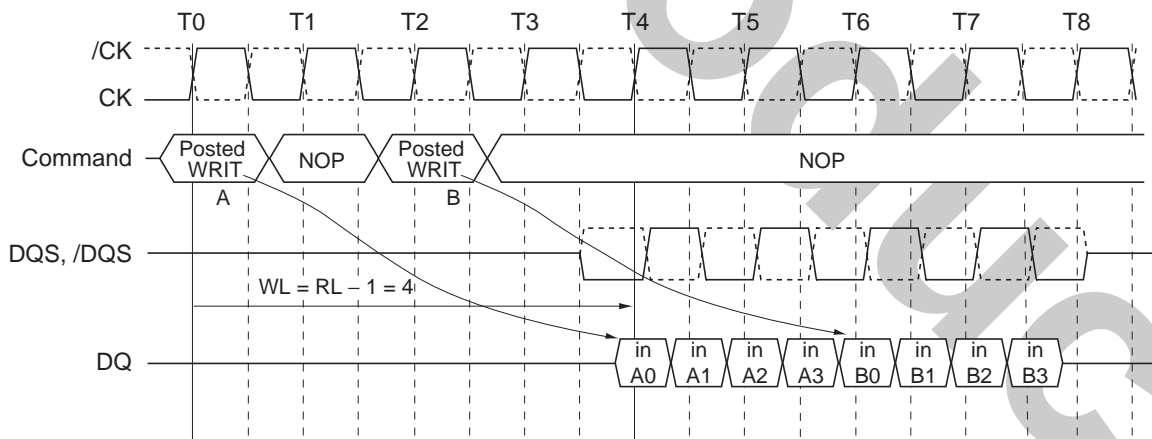 T0 T1 T2 T3 T4 T5 T6 T7 T8
/CK
CK
Command
Posted
WRIT
A
NOP
Posted
WRIT
B
NOP
DQS, /DQS
WL = RL − 1 = 4
DQ
in
A0
in
A1
in
A2
in
A3
in
B0
in
B1
in
B2
in
B3